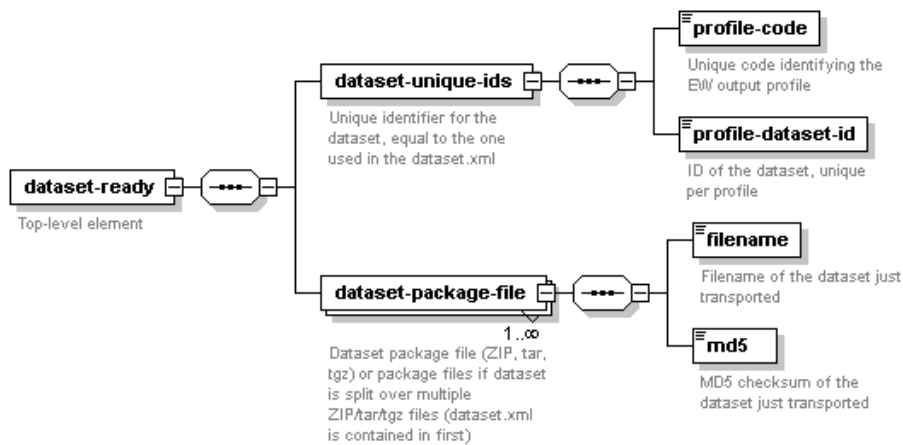 dataset-ready
Top-level element
dataset-unique-ids
Unique identifier for the
dataset, equal to the one
used in the dataset.xml
profile-code
Unique code identifying the
EW output profile
profile-dataset-id
ID of the dataset, unique
per profile
dataset-package-file
1..∞
Dataset package file (ZIP, tar,
tgz) or package files if dataset
is split over multiple
ZIP/tar/tgz files (dataset.xml
is contained in first)
filename
Filename of the dataset just
transported
md5
MD5 checksum of the
dataset just transported